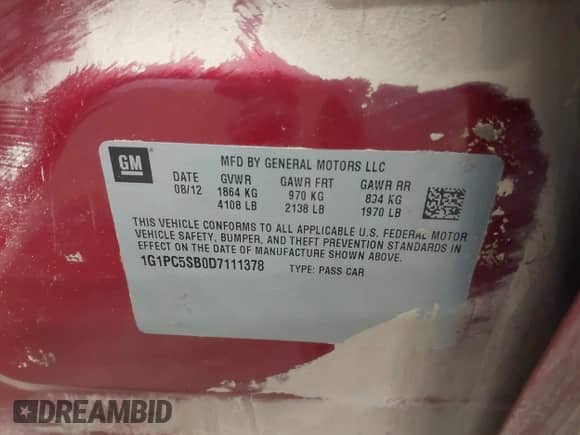 GM
MFD BY GENERAL MOTORS LLC
DATE GVWR GAWR FRT GAWR RR
08/12 1864 KG 970 KG 894 KG
4108 LB 2138 LB 1970 LB
THIS VEHICLE CONFORMS TO ALL APPLICABLE U.S. FEDERAL MOTOR
VEHICLE SAFETY, BUMPER, AND THEFT PREVENTION STANDARDS IN
EFFECT ON THE DATE OF MANUFACTURE SHOWN ABOVE.
1G1PC5SB0D7111378 TYPE: PASS CAR
DREAMBID